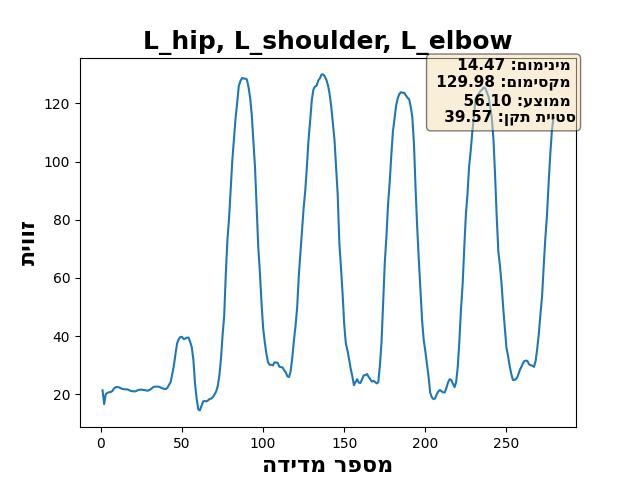 L_hip, L_shoulder, L_elbow
מינימום: 14.47
מקסימום: 129.98
ממוצע: 56.10
סטיית תקן: 39.57
זווית
120
100
80
60
40
20
0 50 100 150 200 250
מספר מדידה